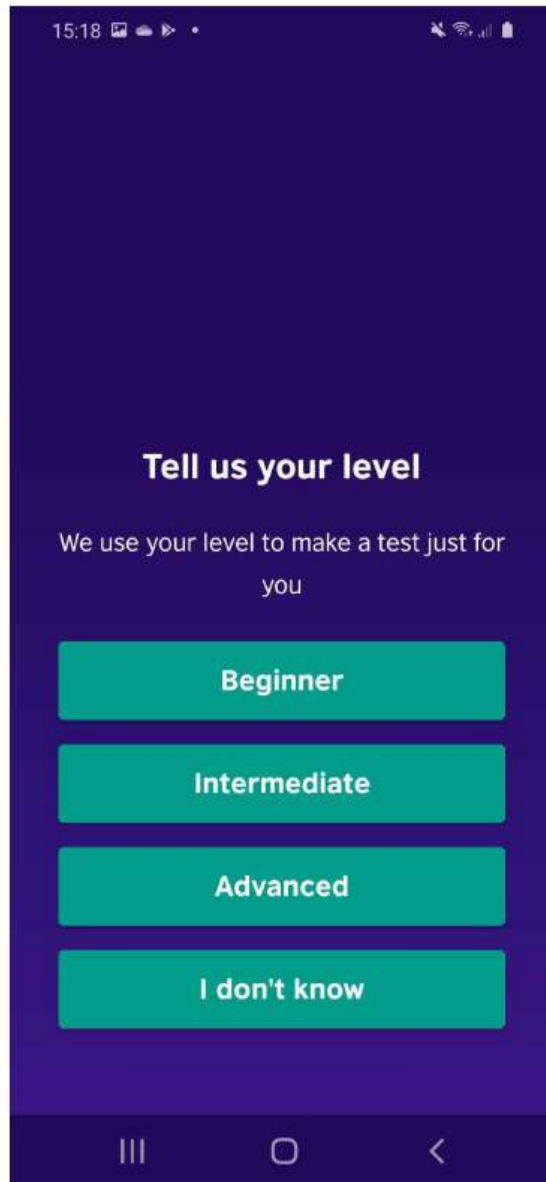 15:18
Tell us your level
We use your level to make a test just for
you
Beginner
Intermediate
Advanced
I don't know